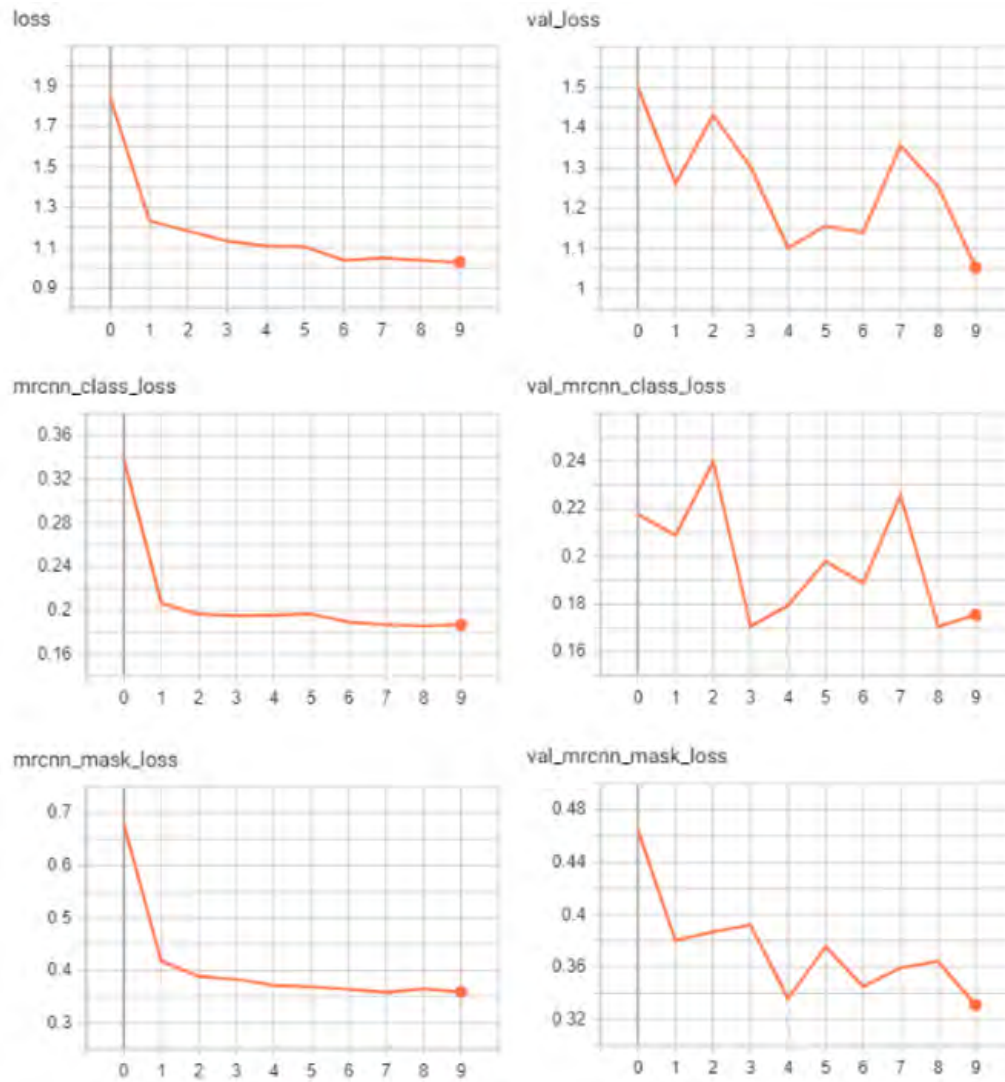 loss
1.9
1.7
1.5
1.3
1.1
0.9
0 1 2 3 4 5 6 7 8 9
val_loss
1.5
1.4
1.3
1.2
1.1
1
0 1 2 3 4 5 6 7 8 9
mrcnn_class_loss
0.36
0.32
0.28
0.24
0.2
0.16
0 1 2 3 4 5 6 7 8 9
val_mrcnn_class_loss
0.24
0.22
0.2
0.18
0.16
0 1 2 3 4 5 6 7 8 9
mrcnn_mask_loss
0.7
0.6
0.5
0.4
0.3
0 1 2 3 4 5 6 7 8 9
val_mrcnn_mask_loss
0.48
0.44
0.4
0.36
0.32
0 1 2 3 4 5 6 7 8 9